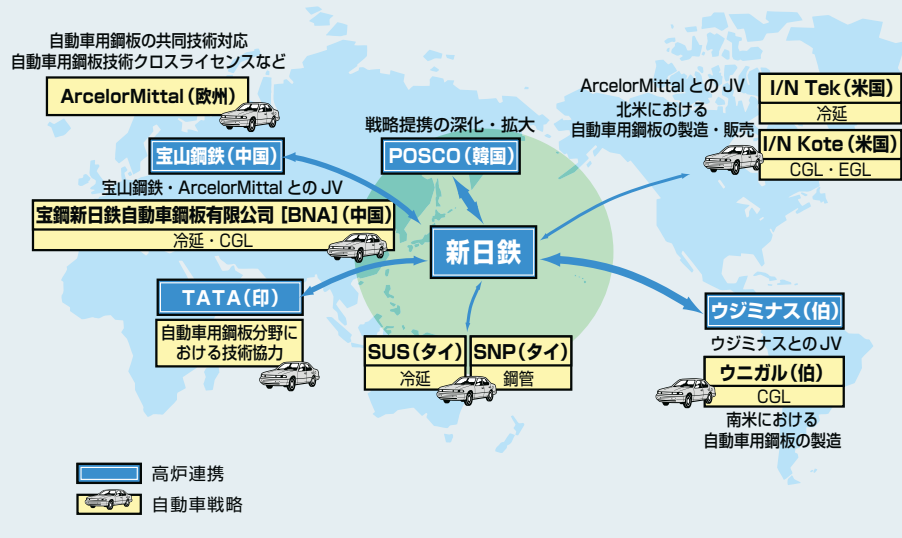 自動車用鋼板の共同技術対応
自動車用鋼板技術クロスライセンスなど
ArcelorMittal(欧州)
宝山鋼鉄(中国)
宝山鋼鉄・ArcelorMittal との JV
宝鋼新日鉄自動車鋼板有限公司 [BNA](中国)
冷延・CGL
TATA(印)
自動車用鋼板分野に
おける技術協力
戦略提携の深化・拡大
POSCO(韓国)
新日鉄
SUS(タイ)
冷延
SNP(タイ)
鋼管
ArcelorMittal との JV
北米における
自動車用鋼板の製造・販売
I/N Tek(米国)
冷延
I/N Kote(米国)
CGL・EGL
ウジミナス(伯)
ウジミナスとの JV
ウニガル(伯)
CGL
南米における
自動車用鋼板の製造
高炉連携
自動車戦略